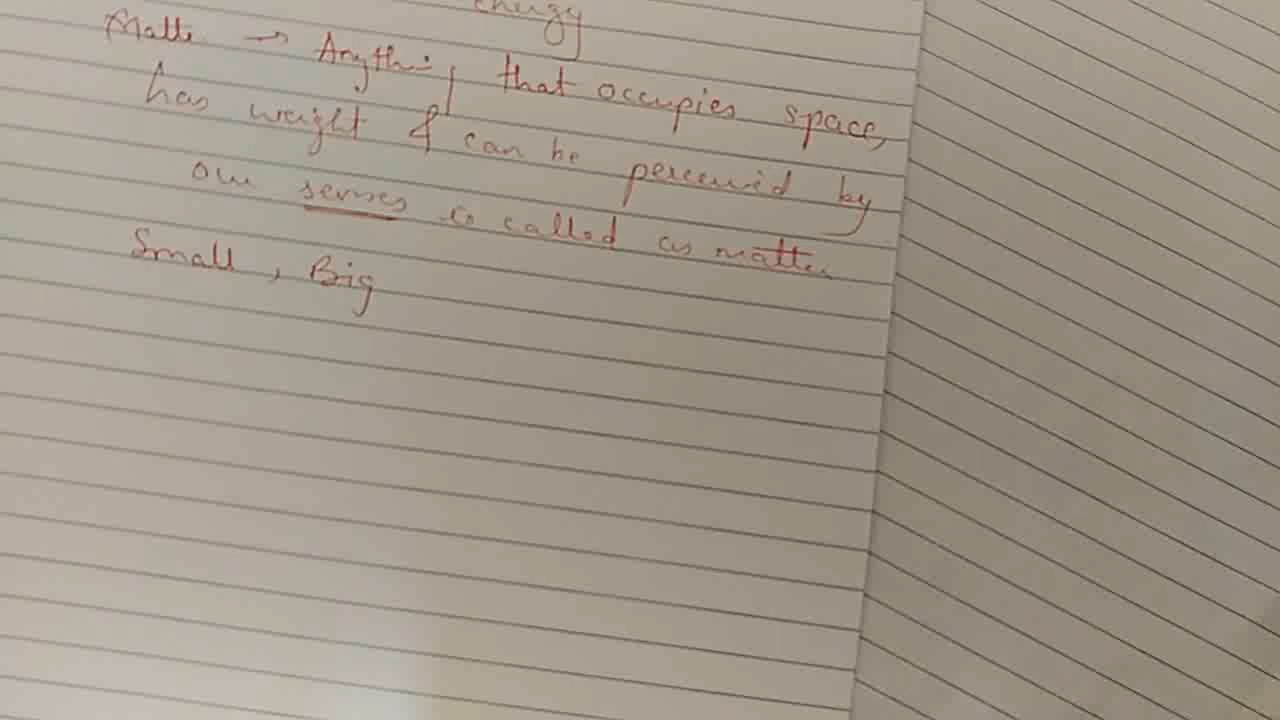 energy
Matter → Anything that occupies space,
has weight & can be perceived by
our senses is called as matter
Small, Big